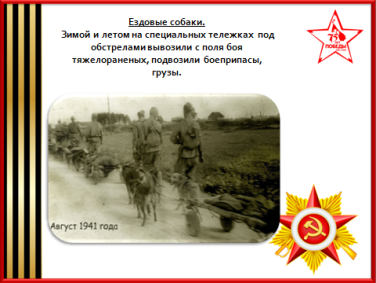 Ездовые собаки.
Зимой и летом на специальных тележках под
обстрелами вывозили с поля боя
тяжелораненых, подвозили боеприпасы,
грузы.
ПОБЕДЫ
Август 1941 года